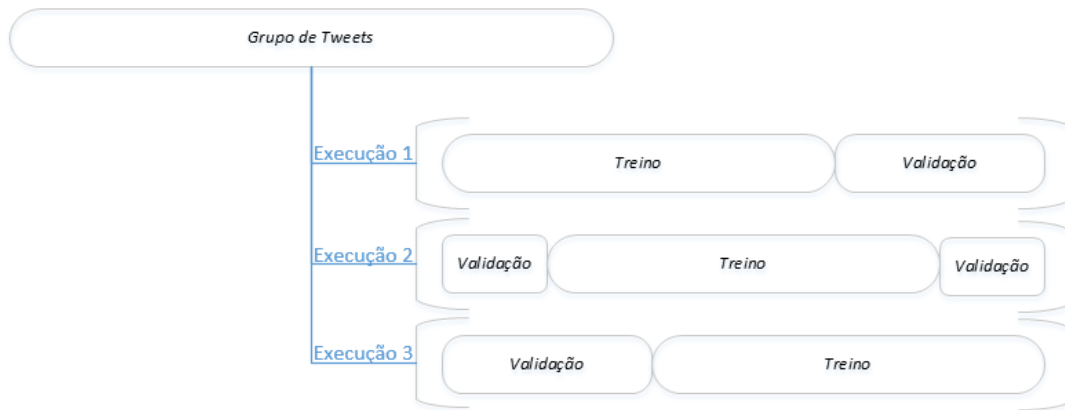 Grupo de Tweets
Execução 1
Treino
Validação
Execução 2
Validação
Treino
Validação
Execução 3
Validação
Treino